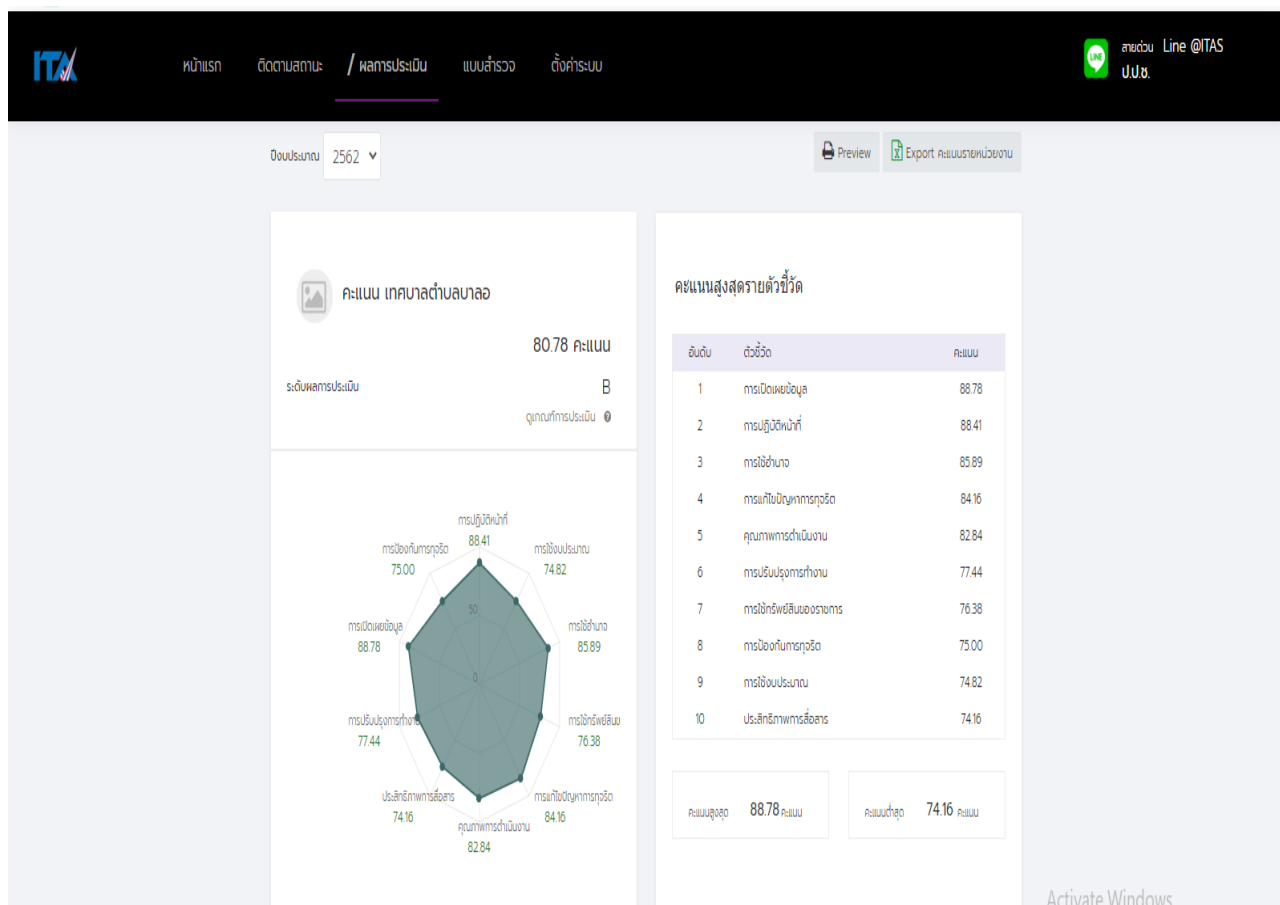 ITA
หน้าแรก ติดตามสถานะ / ผลการประเมิน แบบสำรวจ ตั้งค่าระบบ
LINE
สายด่วน Line @ITAS
ป.ป.ช.
ปีงบประมาณ 2562
Preview
Export คะแนนรายหน่วยงาน
คะแนน เทศบาลตำบลบาลอ
80.78 คะแนน
ระดับผลการประเมิน B
ดูเกณฑ์การประเมิน ?
การปฏิบัติหน้าที่
88.41
การป้องกันการทุจริต
75.00
การใช้งบประมาณ
74.82
การเปิดเผยข้อมูล
88.78
การใช้อำนาจ
85.89
50
0
การปรับปรุงการทำงาน
77.44
การใช้ทรัพย์สินข
76.38
ประสิทธิภาพการสื่อสาร
74.16
การแก้ไขปัญหาการทุจริต
84.16
คุณภาพการดำเนินงาน
82.84
คะแนนสูงสุดรายตัวชี้วัด
อันดับ ตัวชี้วัด คะแนน
1 การเปิดเผยข้อมูล 88.78
2 การปฏิบัติหน้าที่ 88.41
3 การใช้อำนาจ 85.89
4 การแก้ไขปัญหาการทุจริต 84.16
5 คุณภาพการดำเนินงาน 82.84
6 การปรับปรุงการทำงาน 77.44
7 การใช้ทรัพย์สินของราชการ 76.38
8 การป้องกันการทุจริต 75.00
9 การใช้งบประมาณ 74.82
10 ประสิทธิภาพการสื่อสาร 74.16
คะแนนสูงสุด 88.78 คะแนน
คะแนนต่ำสุด 74.16 คะแนน
Activate Windows